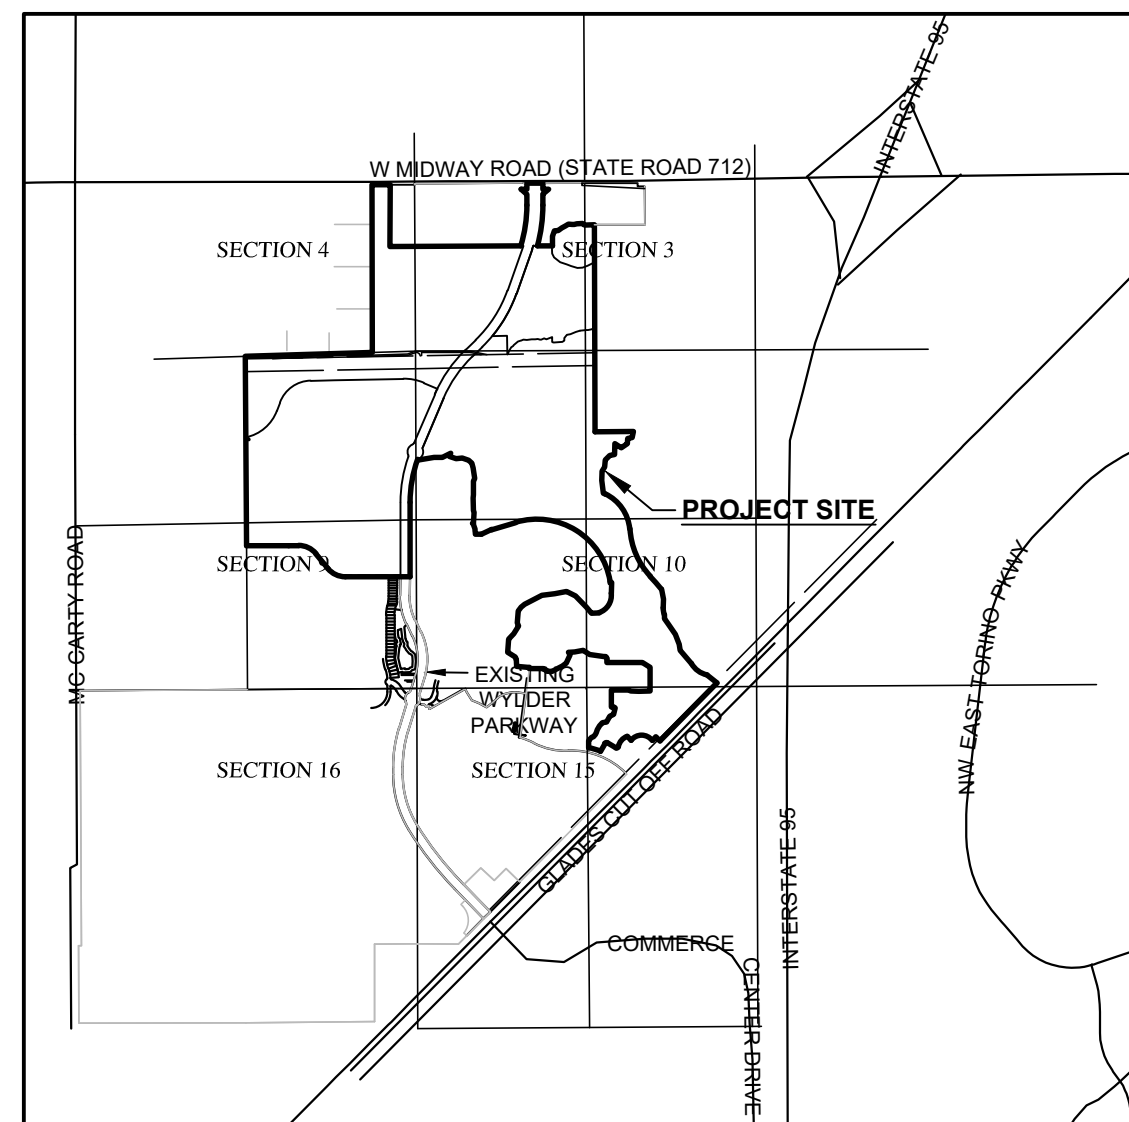 INTERSTATE 95
W MIDWAY ROAD (STATE ROAD 712)
SECTION 4
SECTION 3
PROJECT SITE
MC CARTY ROAD
SECTION 9
SECTION 10
NW EAST TORINO PKWY
EXISTING
WYLDER
PARKWAY
SECTION 16
SECTION 15
GLADES CUT OFF ROAD
INTERSTATE 95
COMMERCE
CENTER DRIVE